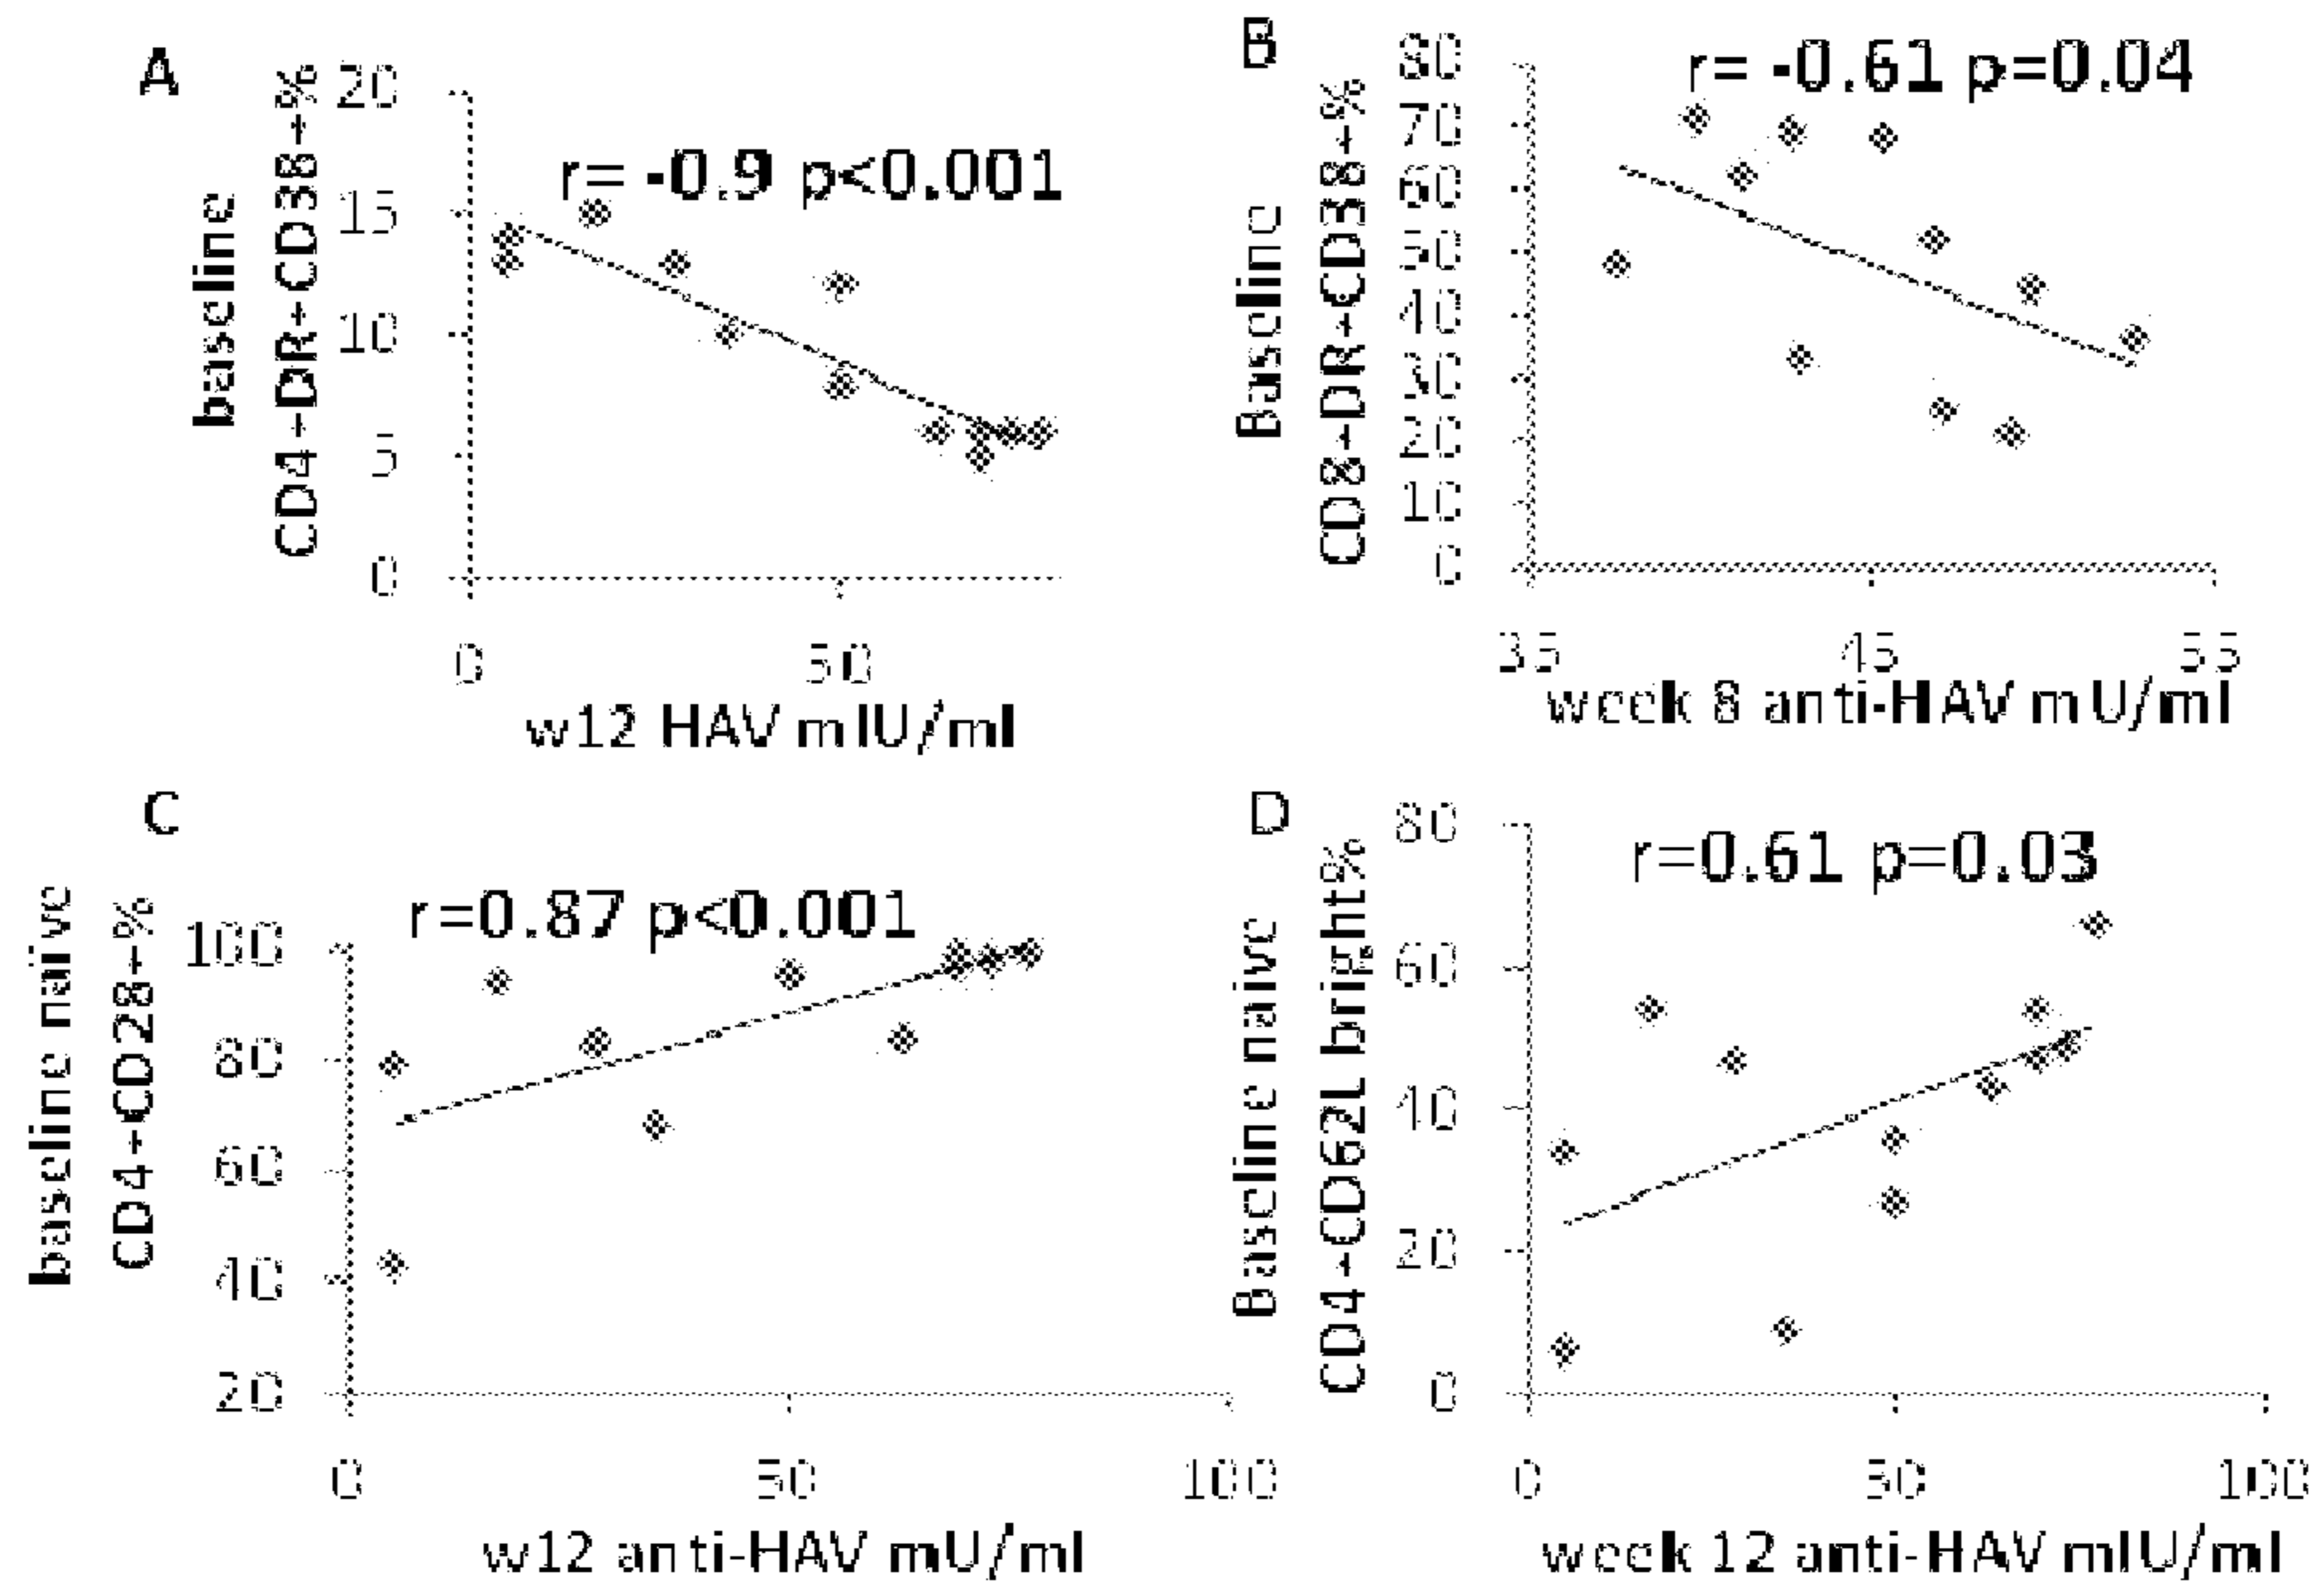 A
baseline
CD4+DR+CD38+%
20
15
10
5
0
r= -0.9 p<0.001
0
50
w12 HAV mIU/ml
B
Baseline
CD8+DR+CD38+%
80
70
60
50
40
30
20
10
0
r= -0.61 p=0.04
35
45
55
week 8 anti-HAV mU/ml
C
baseline naïve
CD4+CD28+%
100
80
60
40
20
r=0.87 p<0.001
0
50
100
w12 anti-HAV mU/ml
D
Baseline naive
CD4+CD62L bright%
80
60
40
20
0
r=0.61 p=0.03
0
50
100
week 12 anti-HAV mIU/ml